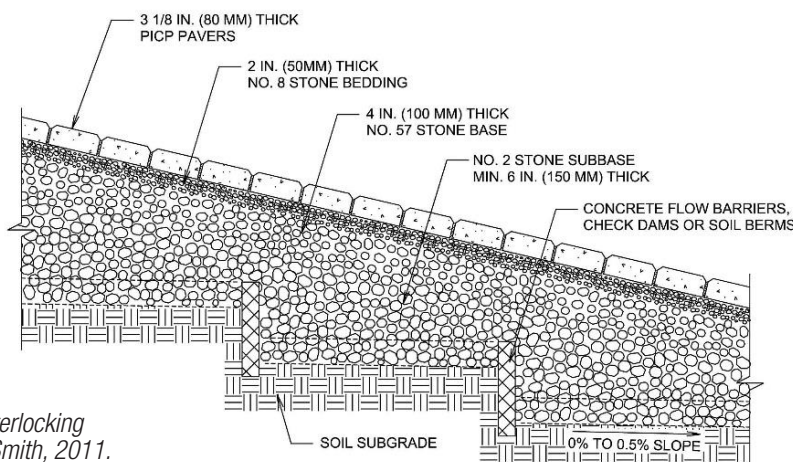 3 1/8 IN. (80 MM) THICK
PICP PAVERS
2 IN. (50MM) THICK
NO. 8 STONE BEDDING
4 IN. (100 MM) THICK
NO. 57 STONE BASE
NO. 2 STONE SUBBASE
MIN. 6 IN. (150 MM) THICK
CONCRETE FLOW BARRIERS,
CHECK DAMS OR SOIL BERMS
erlocking
Smith, 2011.
SOIL SUBGRADE
0% TO 0.5% SLOPE